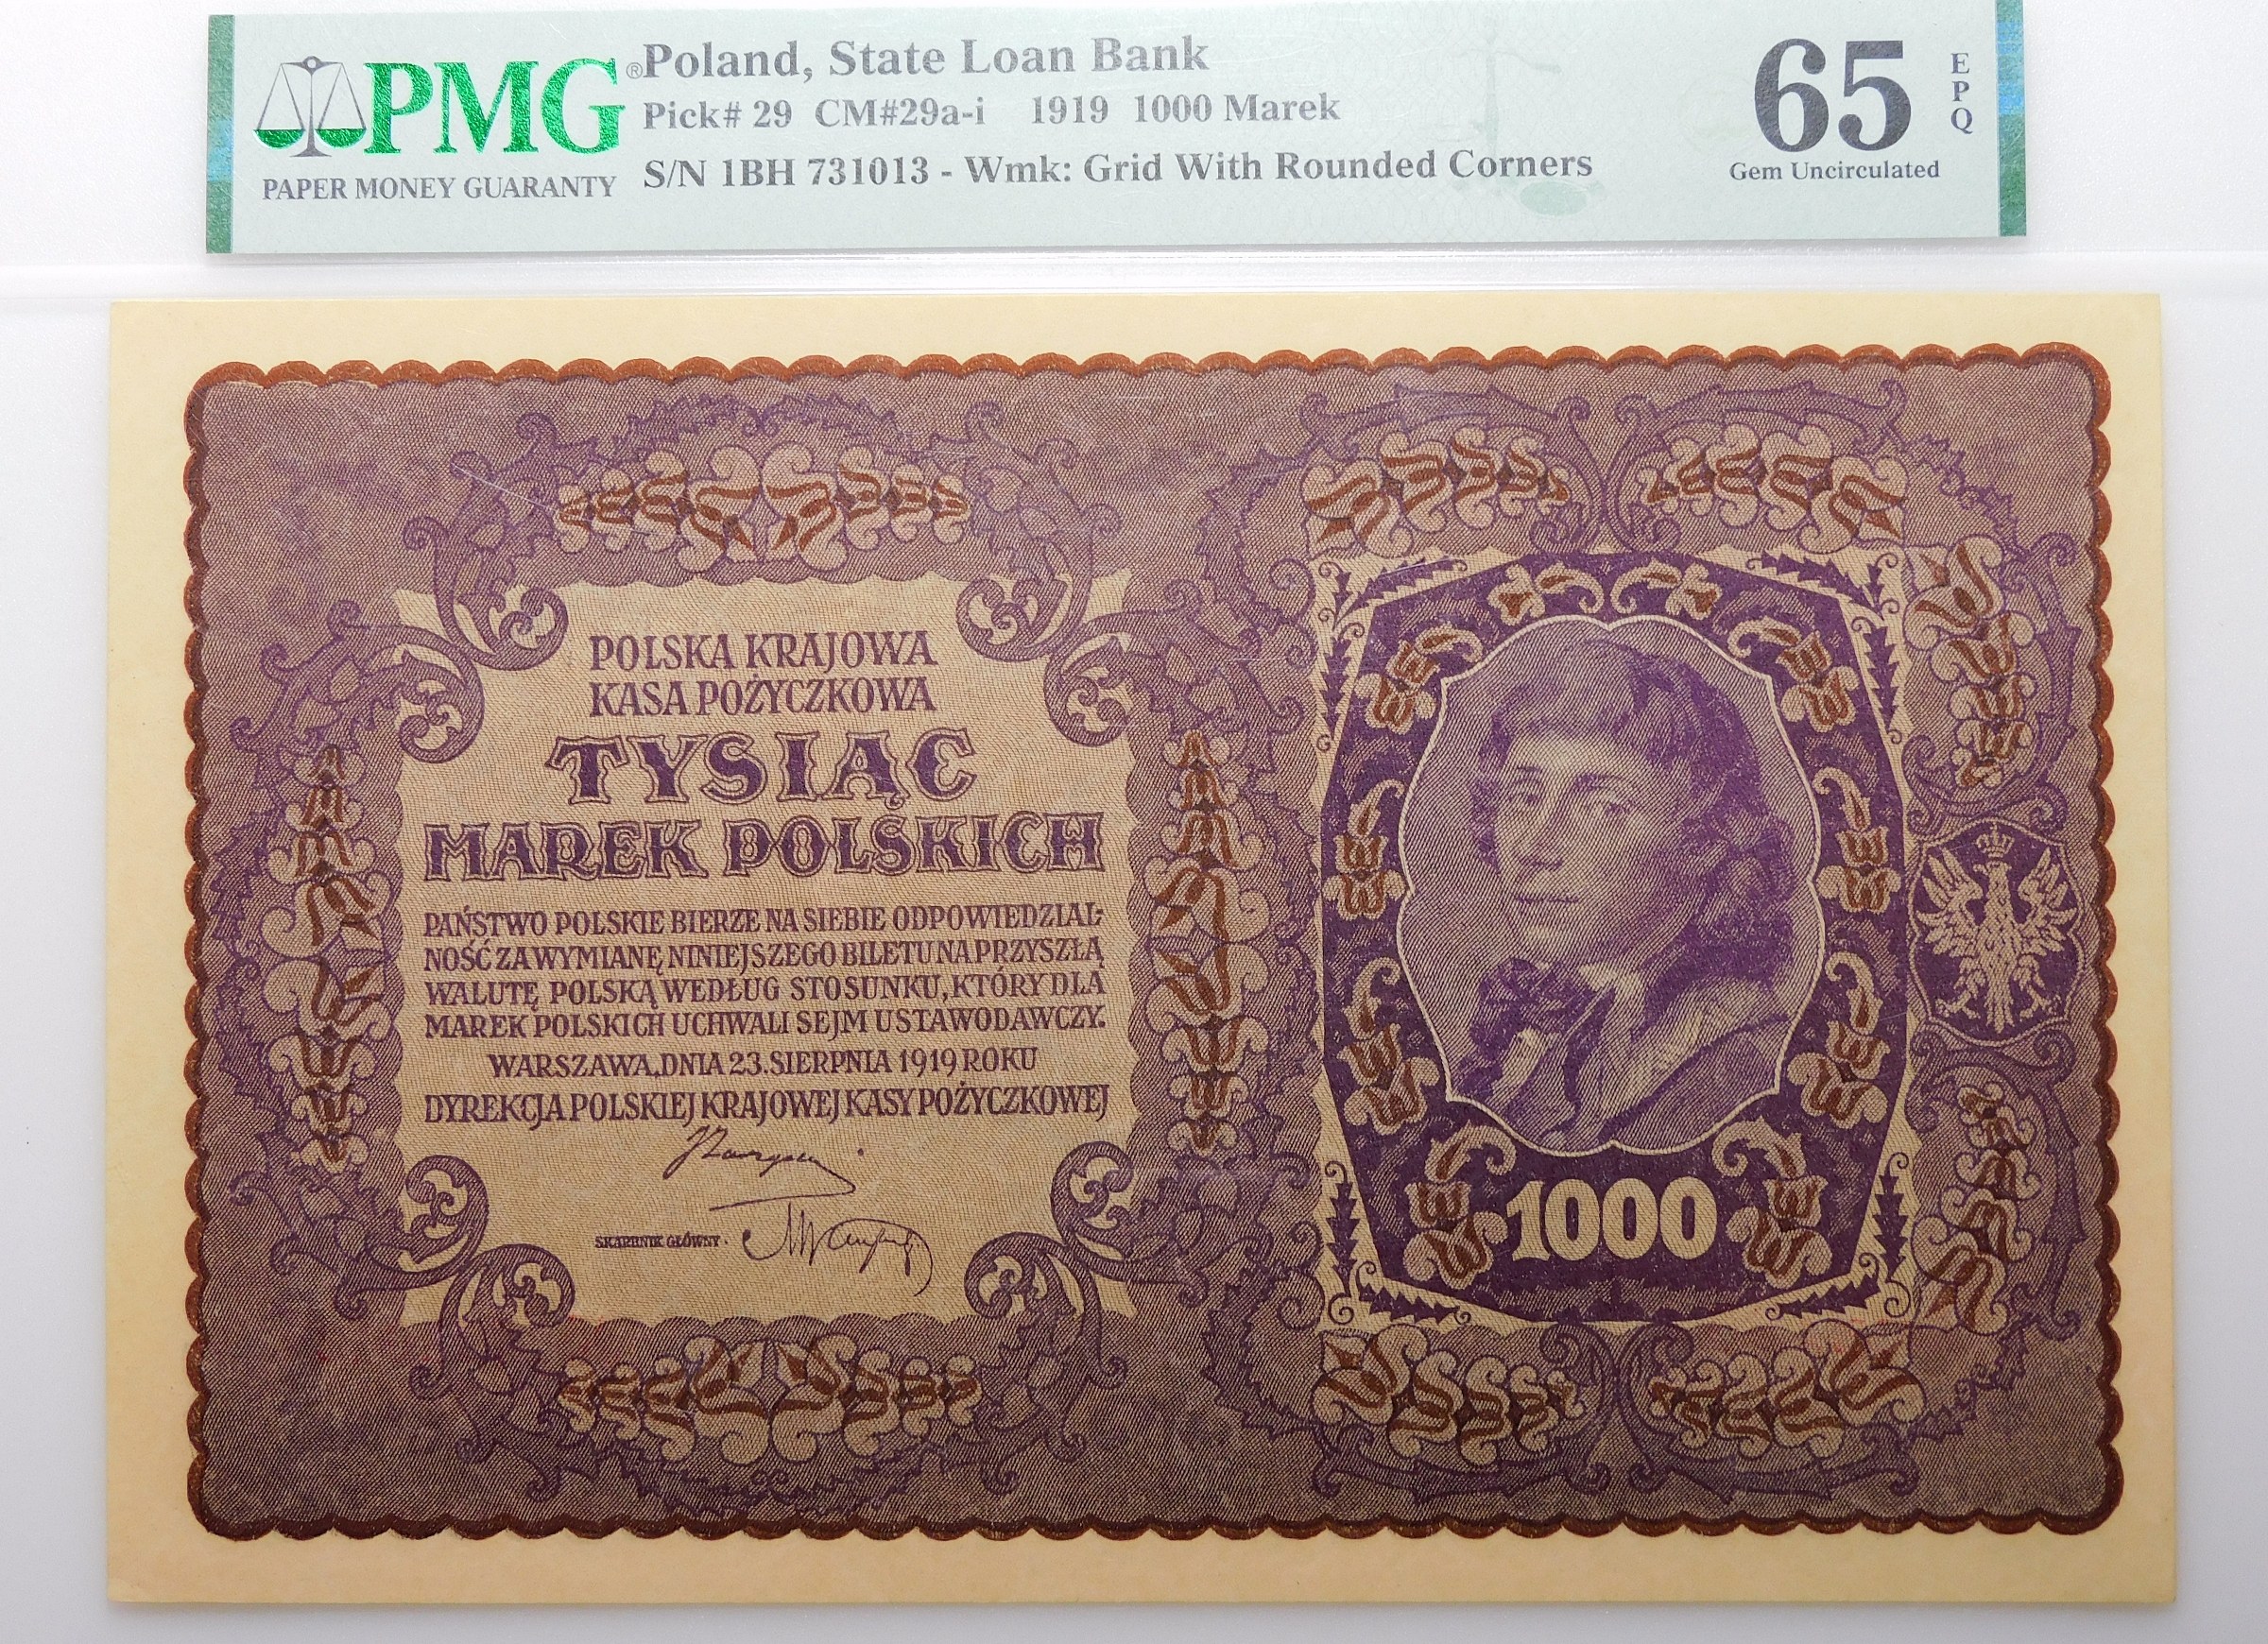 PMG®
PAPER MONEY GUARANTY
Poland, State Loan Bank
Pick# 29 CM#29a-i 1919 1000 Marek
S/N 1BH 731013 - Wmk: Grid With Rounded Corners
65 EPQ
Gem Uncirculated
POLSKA KRAJOWA
KASA POŻYCZKOWA
TYSIĄC
MAREK POLSKICH
PAŃSTWO POLSKIE BIERZE NA SIEBIE ODPOWIEDZIAL-
NOŚĆ ZA WYMIANĘ NINIEJSZEGO BILETU NA PRZYSZŁĄ
WALUTĘ POLSKĄ WEDŁUG STOSUNKU, KTÓRY DLA
MAREK POLSKICH UCHWALI SEJM USTAWODAWCZY.
WARSZAWA, DNIA 23. SIERPNIA 1919 ROKU
DYREKCJA POLSKIEJ KRAJOWEJ KASY POŻYCZKOWEJ
SKARBNIK GŁÓWNY.
1000